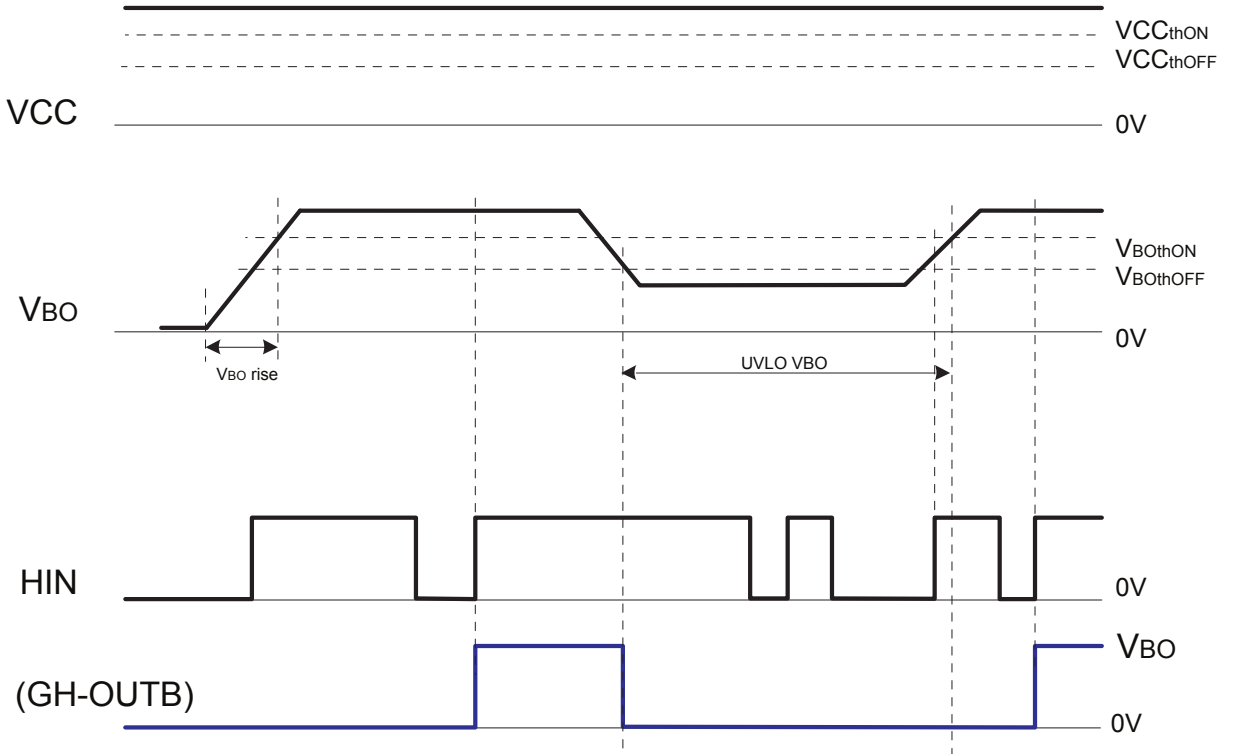 VCCthON
VCCthOFF
VCC
0V
VBOthON
VBOthOFF
VBO
0V
VBO rise
UVLO VBO
HIN
0V
VBO
(GH-OUTB)
0V